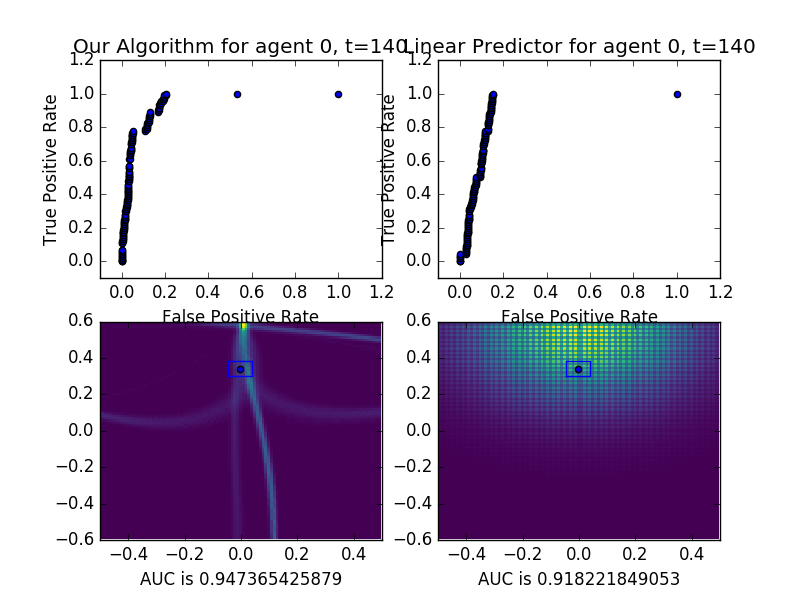 Our Algorithm for agent 0, t=140
Linear Predictor for agent 0, t=140
1.2
1.0
0.8
0.6
0.4
0.2
0.0
True Positive Rate
0.0 0.2 0.4 0.6 0.8 1.0 1.2
False Positive Rate
1.2
1.0
0.8
0.6
0.4
0.2
0.0
True Positive Rate
0.0 0.2 0.4 0.6 0.8 1.0 1.2
False Positive Rate
0.6
0.4
0.2
0.0
−0.2
−0.4
−0.6
−0.4 −0.2 0.0 0.2 0.4
AUC is 0.947365425879
0.6
0.4
0.2
0.0
−0.2
−0.4
−0.6
−0.4 −0.2 0.0 0.2 0.4
AUC is 0.918221849053